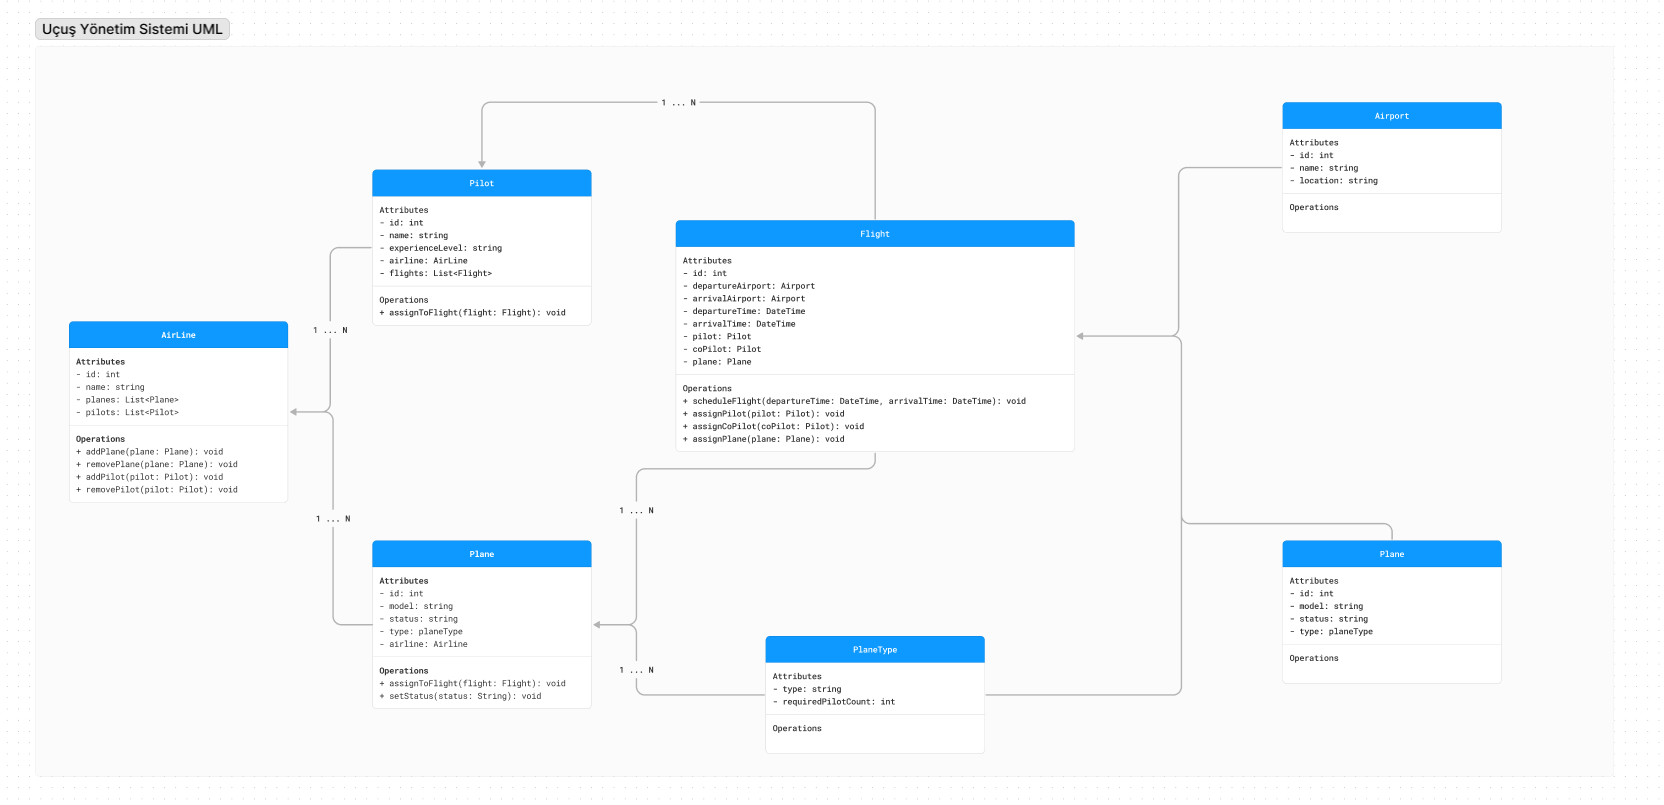 Uçuş Yönetim Sistemi UML
1 ... N
Pilot
Attributes
- id: int
- name: string
- experienceLevel: string
- airline: AirLine
- flights: List<Flight>
Operations
+ assignToFlight(flight: Flight): void
1 ... N
AirLine
Attributes
- id: int
- name: string
- planes: List<Plane>
- pilots: List<Pilot>
Operations
+ addPlane(plane: Plane): void
+ removePlane(plane: Plane): void
+ addPilot(pilot: Pilot): void
+ removePilot(pilot: Pilot): void
1 ... N
Plane
Attributes
- id: int
- model: string
- status: string
- type: planeType
- airline: Airline
Operations
+ assignToFlight(flight: Flight): void
+ setStatus(status: String): void
Flight
Attributes
- id: int
- departureAirport: Airport
- arrivalAirport: Airport
- departureTime: DateTime
- arrivalTime: DateTime
- pilot: Pilot
- coPilot: Pilot
- plane: Plane
Operations
+ scheduleFlight(departureTime: DateTime, arrivalTime: DateTime): void
+ assignPilot(pilot: Pilot): void
+ assignCoPilot(coPilot: Pilot): void
+ assignPlane(plane: Plane): void
1 ... N
1 ... N
PlaneType
Attributes
- type: string
- requiredPilotCount: int
Operations
Airport
Attributes
- id: int
- name: string
- location: string
Operations
Plane
Attributes
- id: int
- model: string
- status: string
- type: planeType
Operations